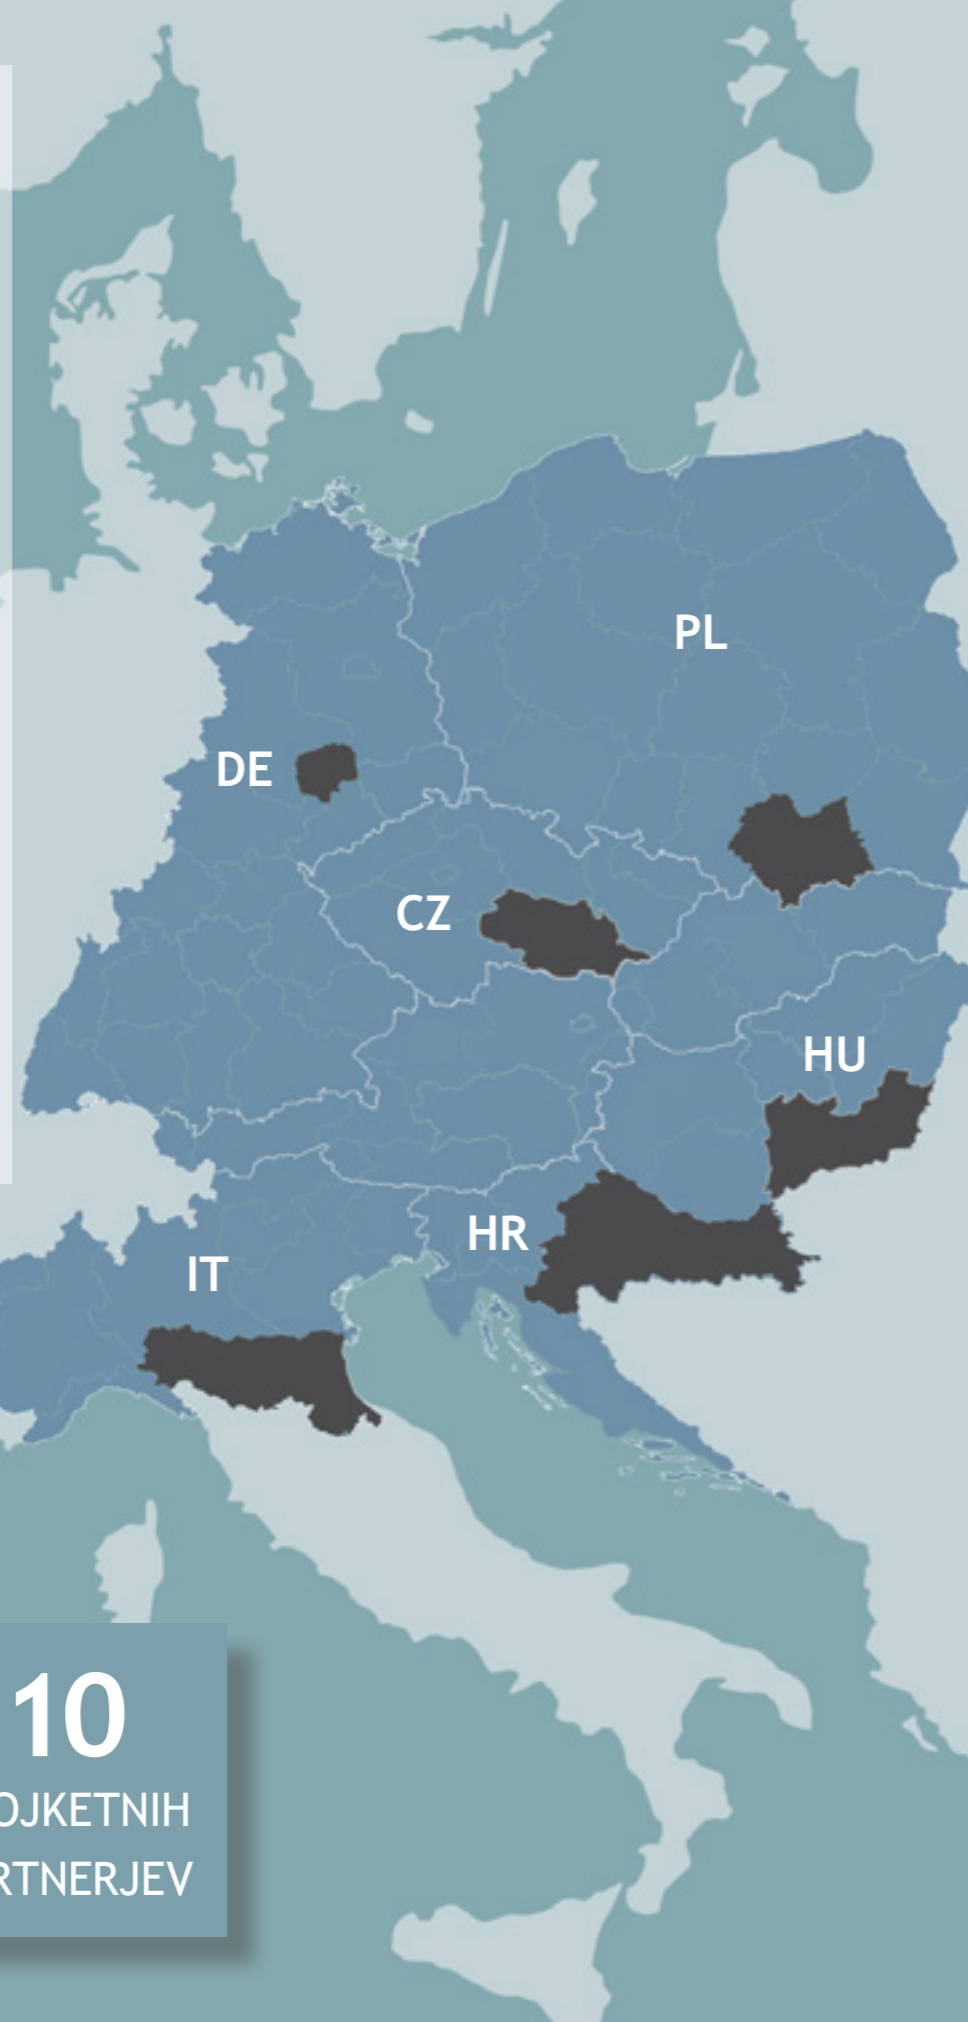 PL
DE
CZ
HU
HR
IT
10
OJKETNIH
RTNERJEV